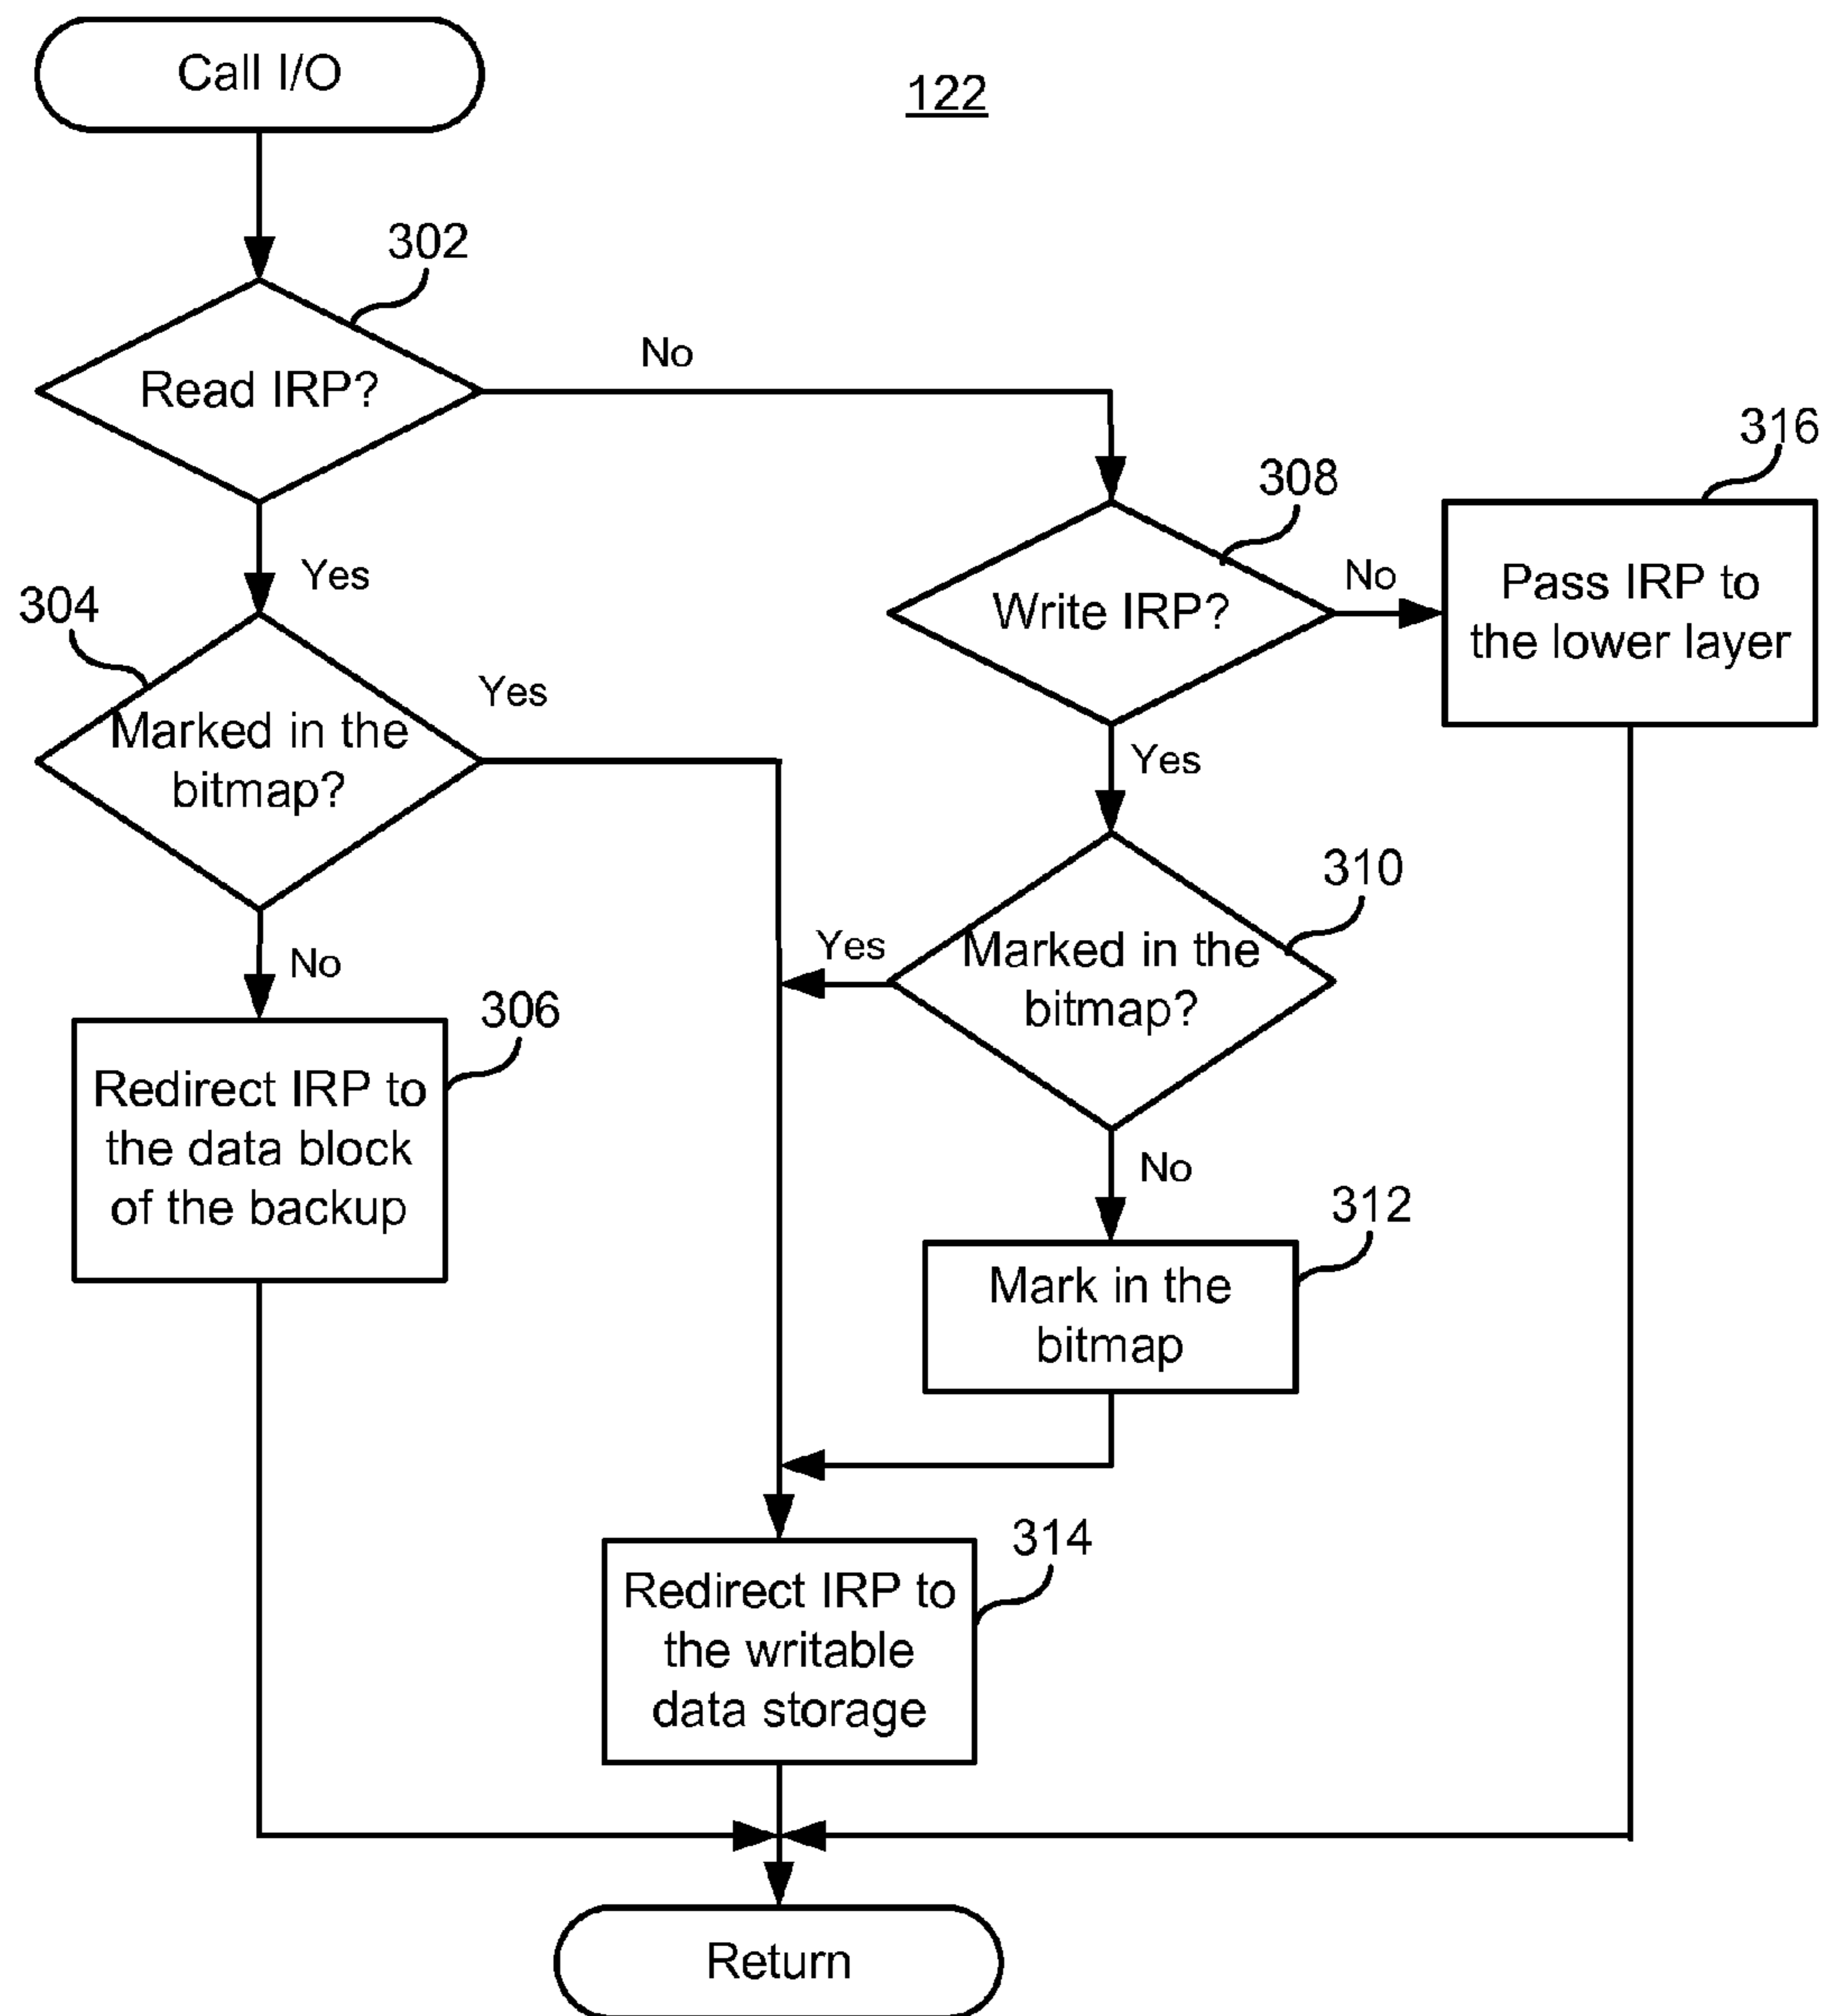 Call I/O
122
302
Read IRP?
No
316
308
Yes
304
Write IRP?
No
Pass IRP to
the lower layer
Marked in the
bitmap?
Yes
Yes
310
Yes
Marked in the
bitmap?
No
306
Redirect IRP to
the data block
of the backup
No
312
Mark in the
bitmap
314
Redirect IRP to
the writable
data storage
Return